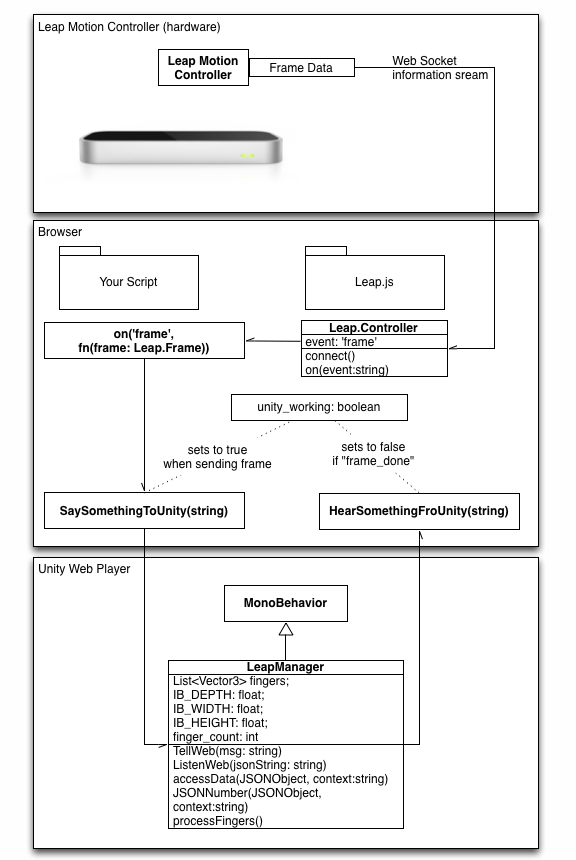 Leap Motion Controller (hardware)
Leap Motion
Controller
Frame Data
Web Socket
information sream
Browser
Your Script
Leap.js
on('frame',
fn(frame: Leap.Frame))
Leap.Controller
event: 'frame'
connect()
on(event:string)
unity_working: boolean
sets to true
when sending frame
sets to false
if "frame_done"
SaySomethingToUnity(string)
HearSomethingFroUnity(string)
Unity Web Player
MonoBehavior
LeapManager
List<Vector3> fingers;
IB_DEPTH: float;
IB_WIDTH: float;
IB_HEIGHT: float;
finger_count: int
TellWeb(msg: string)
ListenWeb(jsonString: string)
accessData(JSONObject, context:string)
JSONNumber(JSONObject,
context:string)
processFingers()